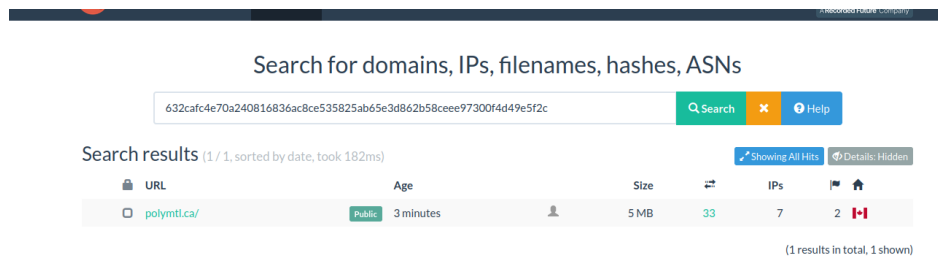 A Recorded Future Company
Search for domains, IPs, filenames, hashes, ASNs
632cafc4e70a240816836ac8ce535825ab65e3d862b58ceee97300f4d49e5f2c Search Help
Search results (1 / 1, sorted by date, took 182ms) Showing All Hits Details: Hidden
URL Age Size IPs
polymtl.ca/ Public 3 minutes 5 MB 33 7 2
(1 results in total, 1 shown)